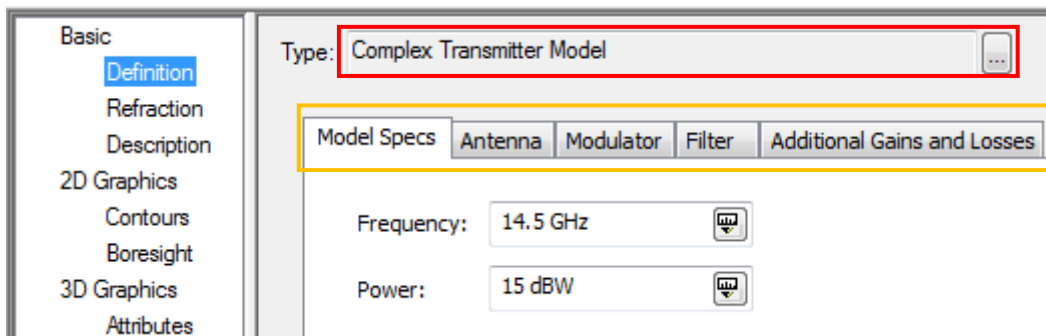 Basic
Definition
Refraction
Description
2D Graphics
Contours
Boresight
3D Graphics
Attributes
Type: Complex Transmitter Model ...
Model Specs Antenna Modulator Filter Additional Gains and Losses
Frequency: 14.5 GHz
Power: 15 dBW